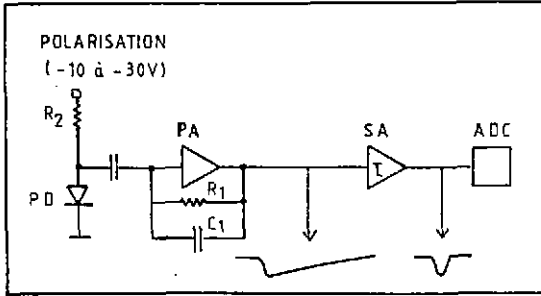 POLARISATION
(-10 à -30V)
R2
PA
SA
ADC
R1
τ
PD
C1